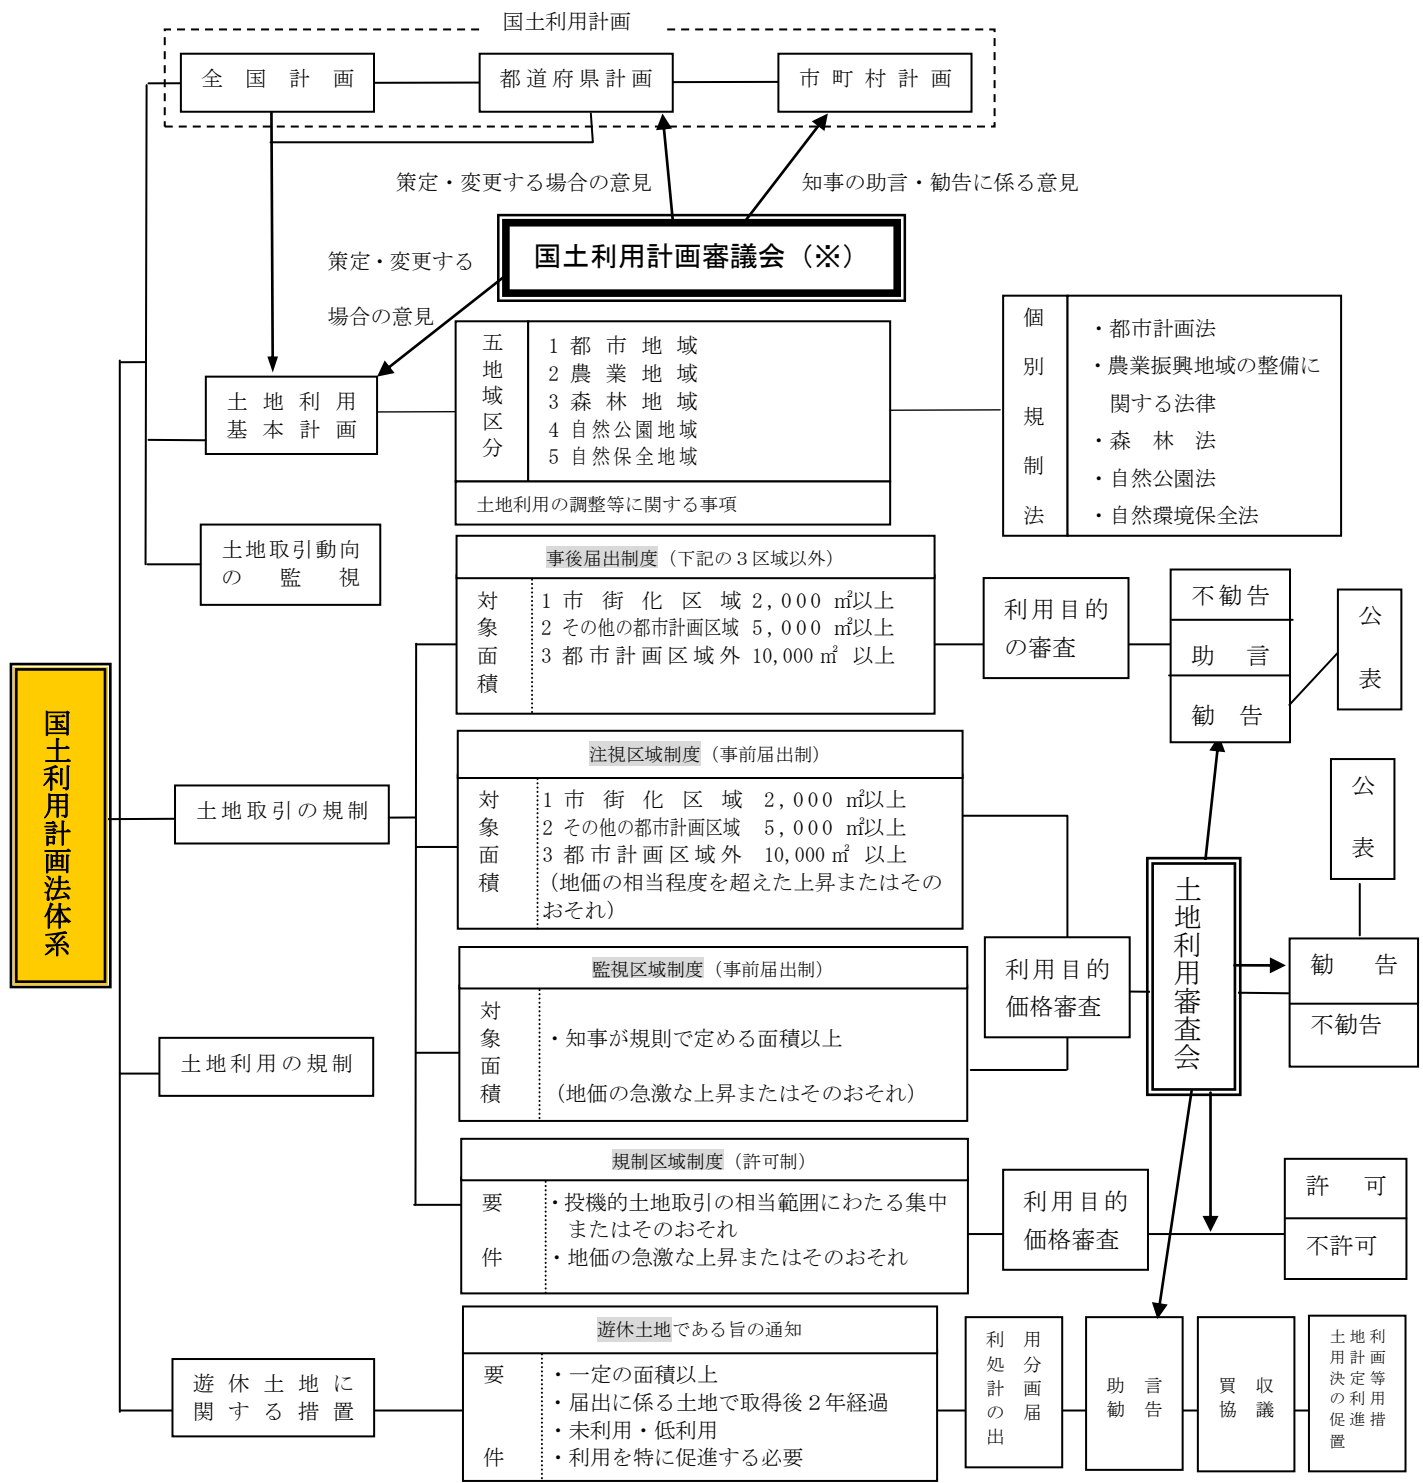 国土利用計画
全国計画
都道府県計画
市町村計画
策定・変更する場合の意見
知事の助言・勧告に係る意見
国土利用計画審議会（※）
策定・変更する
場合の意見
土地利用
基本計画
五地域区分
1 都市地域
2 農業地域
3 森林地域
4 自然公園地域
5 自然保全地域
土地利用の調整等に関する事項
個別規制法
・都市計画法
・農業振興地域の整備に
関する法律
・森林法
・自然公園法
・自然環境保全法
土地取引動向
の監視
国土利用計画法体系
土地取引の規制
事後届出制度（下記の３区域以外）
対象面積
1 市街化区域 2,000 ㎡以上
2 その他の都市計画区域 5,000 ㎡以上
3 都市計画区域外 10,000㎡ 以上
利用目的
の審査
不勧告
助言
勧告
公表
注視区域制度（事前届出制）
対象面積
1 市街化区域 2,000 ㎡以上
2 その他の都市計画区域 5,000 ㎡以上
3 都市計画区域外 10,000㎡ 以上
（地価の相当程度を超えた上昇またはその
おそれ）
監視区域制度（事前届出制）
対象面積
・知事が規則で定める面積以上
（地価の急激な上昇またはそのおそれ）
利用目的
価格審査
土地利用審査会
公表
勧告
不勧告
土地利用の規制
規制区域制度（許可制）
要件
・投機的土地取引の相当範囲にわたる集中
またはそのおそれ
・地価の急激な上昇またはそのおそれ
利用目的
価格審査
許可
不許可
遊休土地に
関する措置
遊休土地である旨の通知
要件
・一定の面積以上
・届出に係る土地で取得後２年経過
・未利用・低利用
・利用を特に促進する必要
利用
処分
計画
の届
出
助言
勧告
買収
協議
土地利
用計画
決定等
の利用
促進措
置